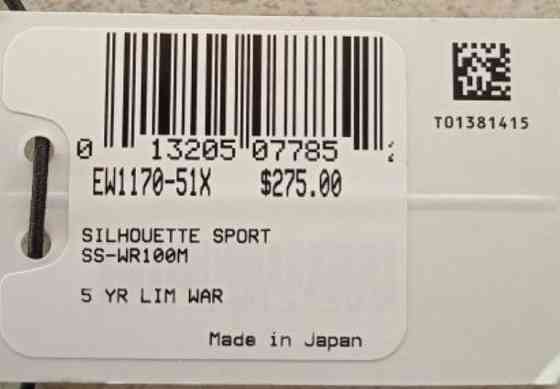 0 13205 07785 2
EW1170-51X $275.00
SILHOUETTE SPORT
SS-WR100M
5 YR LIM WAR
Made in Japan
T01381415